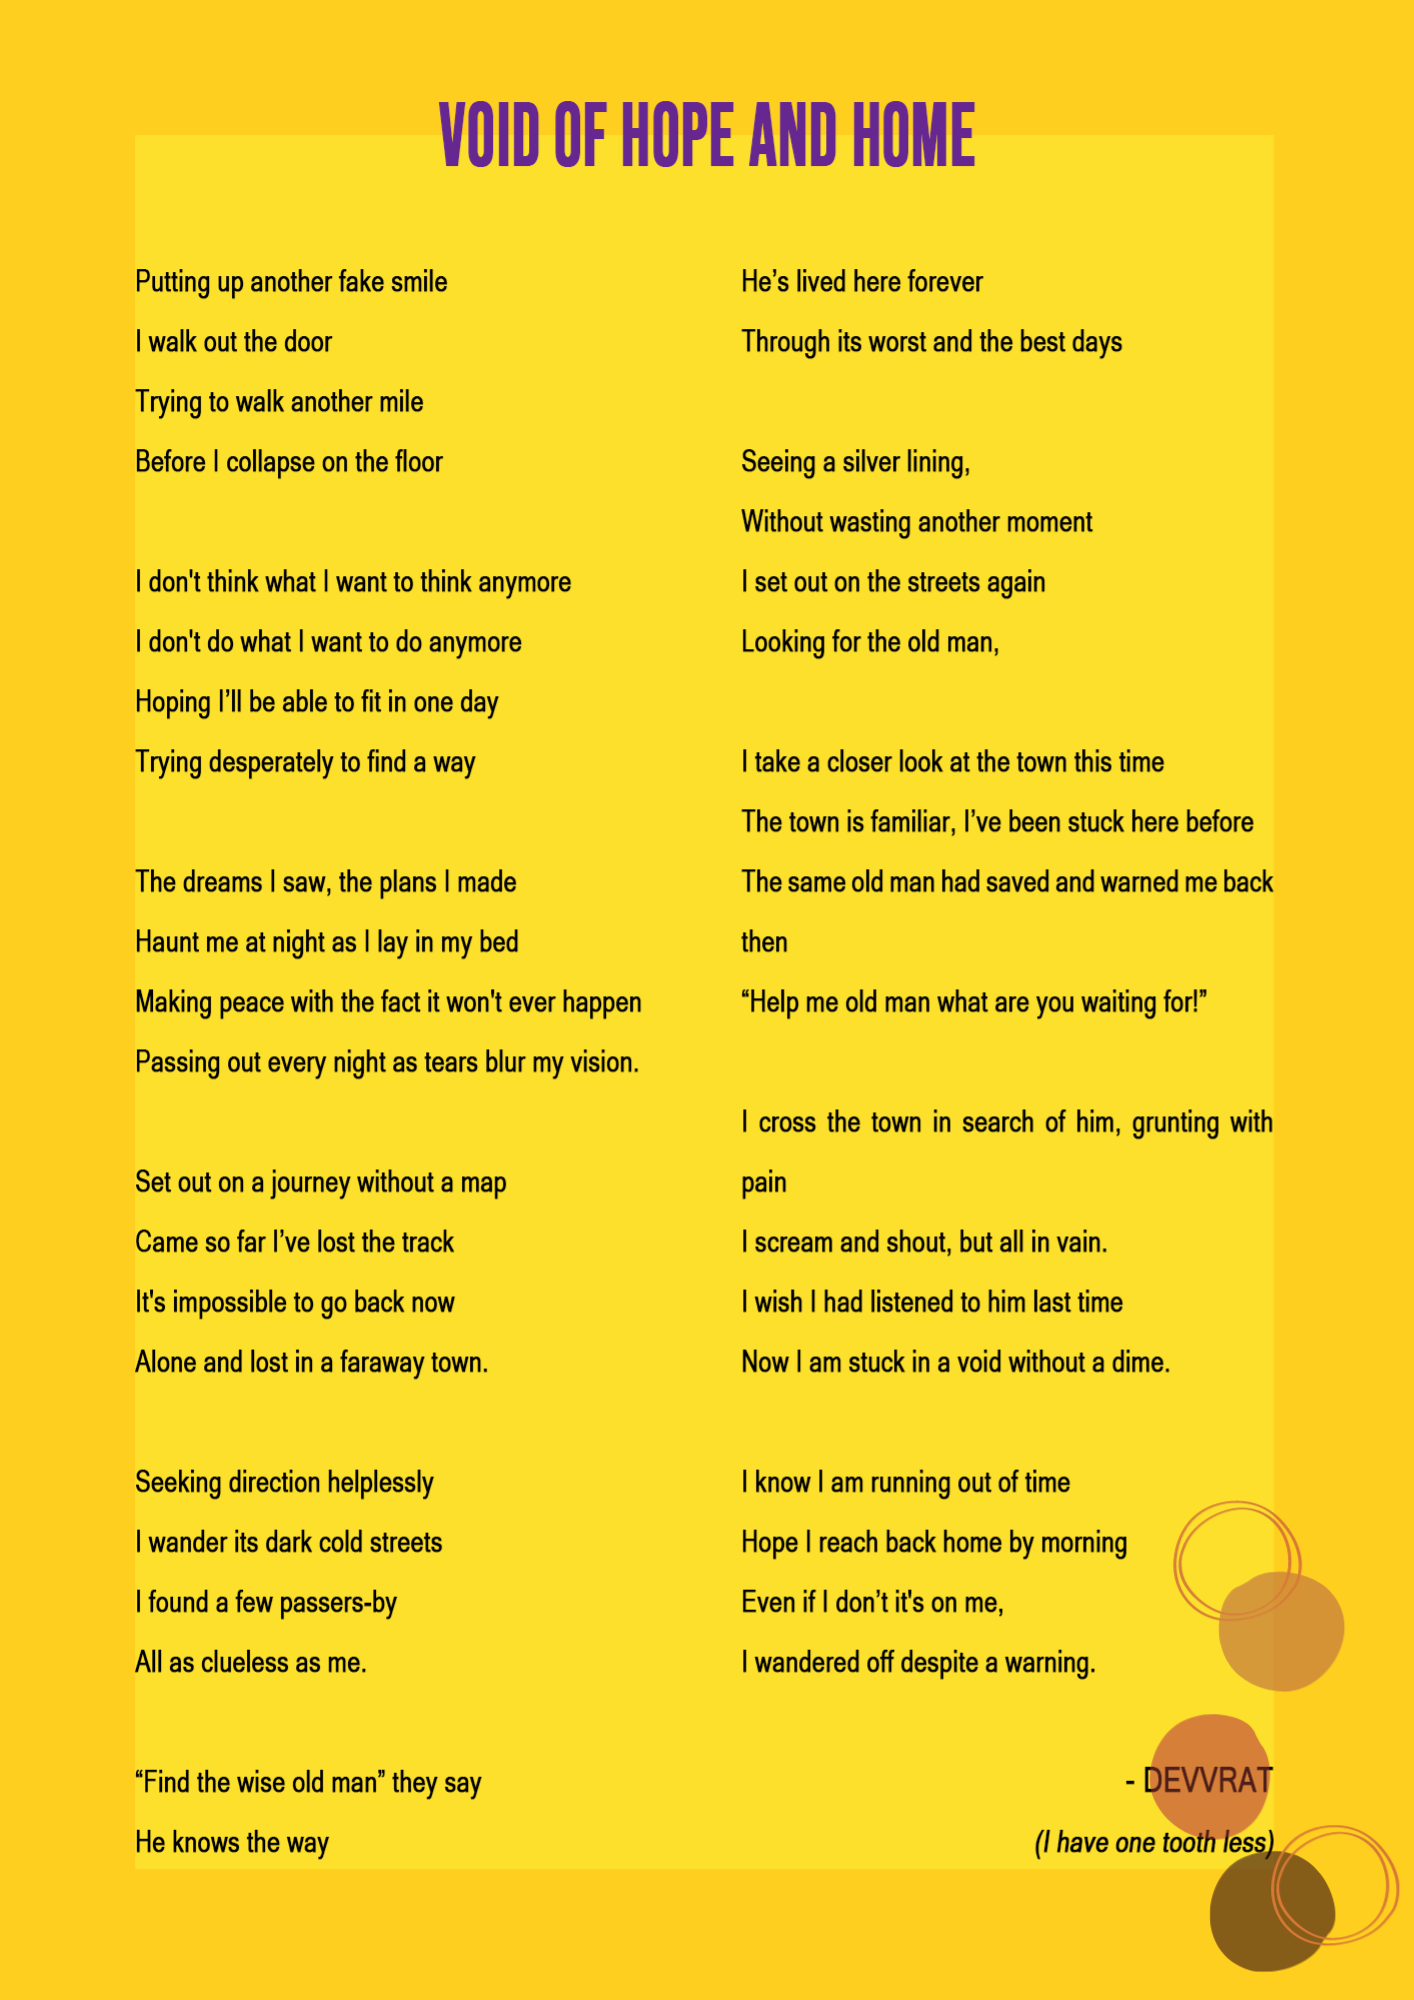 VOID OF HOPE AND HOME
Putting up another fake smile
I walk out the door
Trying to walk another mile
Before I collapse on the floor
I don't think what I want to think anymore
I don't do what I want to do anymore
Hoping I’ll be able to fit in one day
Trying desperately to find a way
The dreams I saw, the plans I made
Haunt me at night as I lay in my bed
Making peace with the fact it won't ever happen
Passing out every night as tears blur my vision.
Set out on a journey without a map
Came so far I’ve lost the track
It's impossible to go back now
Alone and lost in a faraway town.
Seeking direction helplessly
I wander its dark cold streets
I found a few passers-by
All as clueless as me.
“Find the wise old man” they say
He knows the way
He’s lived here forever
Through its worst and the best days
Seeing a silver lining,
Without wasting another moment
I set out on the streets again
Looking for the old man,
I take a closer look at the town this time
The town is familiar, I’ve been stuck here before
The same old man had saved and warned me back
then
“Help me old man what are you waiting for!”
I cross the town in search of him, grunting with
pain
I scream and shout, but all in vain.
I wish I had listened to him last time
Now I am stuck in a void without a dime.
I know I am running out of time
Hope I reach back home by morning
Even if I don’t it's on me,
I wandered off despite a warning.
- DEVVRAT
(I have one tooth less)